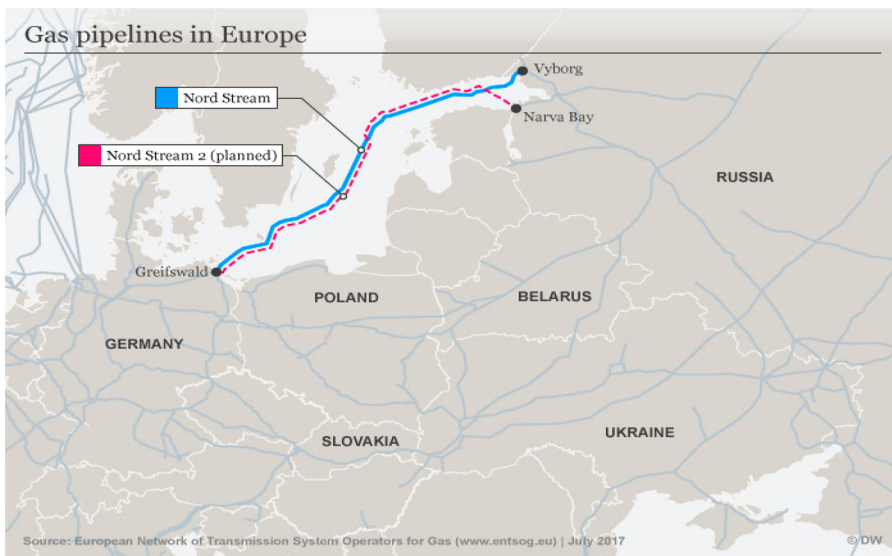 Gas pipelines in Europe
Vyborg
Nord Stream
Narva Bay
Nord Stream 2 (planned)
RUSSIA
Greifswald
POLAND
BELARUS
GERMANY
SLOVAKIA
UKRAINE
Source: European Network of Transmission System Operators for Gas (www.entsog.eu) | July 2017
© DW